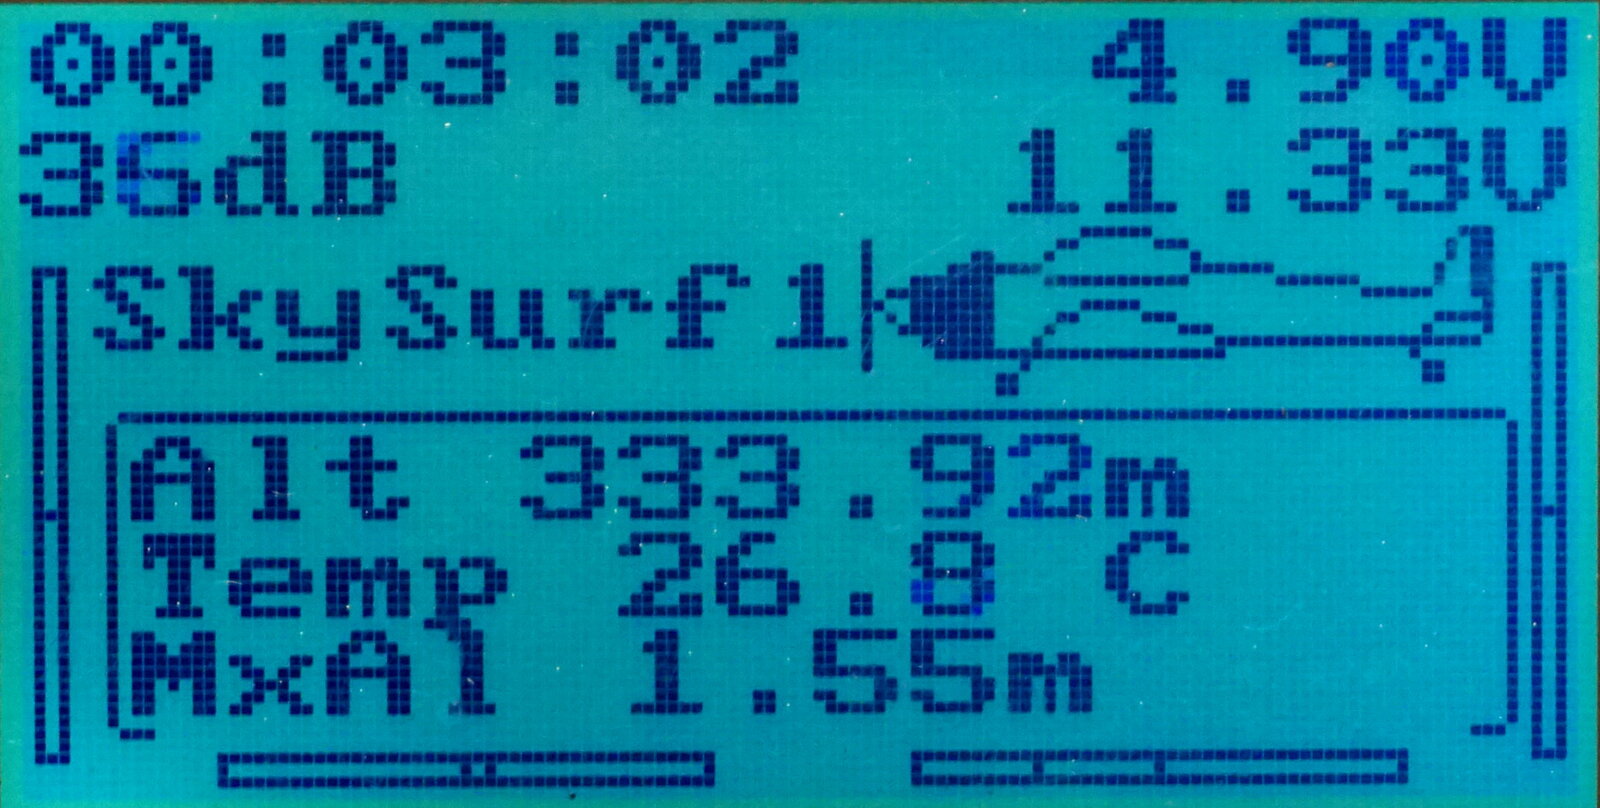 00:03:02 4.90V
36dB 11.33V
SkySurf1
Alt 333.92m
Temp 26.8 C
MxAl 1.55m